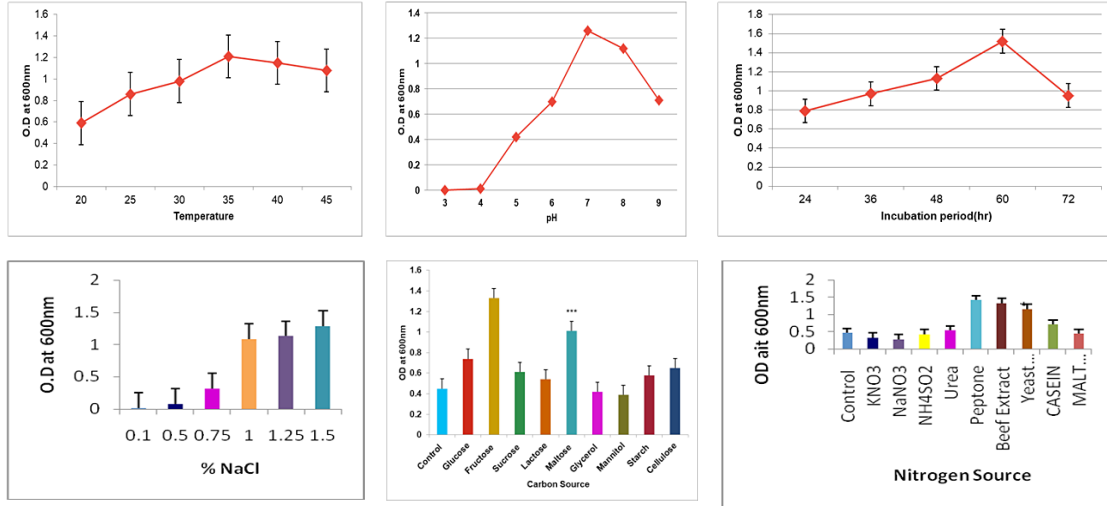 O.D at 600nm
1.4
1.2
1
0.8
0.6
0.4
0.2
0
20 25 30 35 40 45
Temperature
O.D at 600nm
1.4
1.2
1
0.8
0.6
0.4
0.2
0
3 4 5 6 7 8 9
pH
O.D at 600nm
1.8
1.6
1.4
1.2
1
0.8
0.6
0.4
0.2
0
24 36 48 60 72
Incubation period(hr)
O.D at 600nm
2
1.5
1
0.5
0
0.1 0.5 0.75 1 1.25 1.5
% NaCl
OD at 600nm
1.6
1.4
1.2
1
0.8
0.6
0.4
0.2
0
***
Control
Glucose
Fructose
Sucrose
Lactose
Maltose
Glycerol
Mannitol
Starch
Cellulose
Carbon Source
OD ait 600nm
2
1.5
1
0.5
0
Control
KNO3
NaNO3
NH4SO2
Urea
Peptone
Beef Extract
Yeast...
CASEIN
MALT...
Nitrogen Source